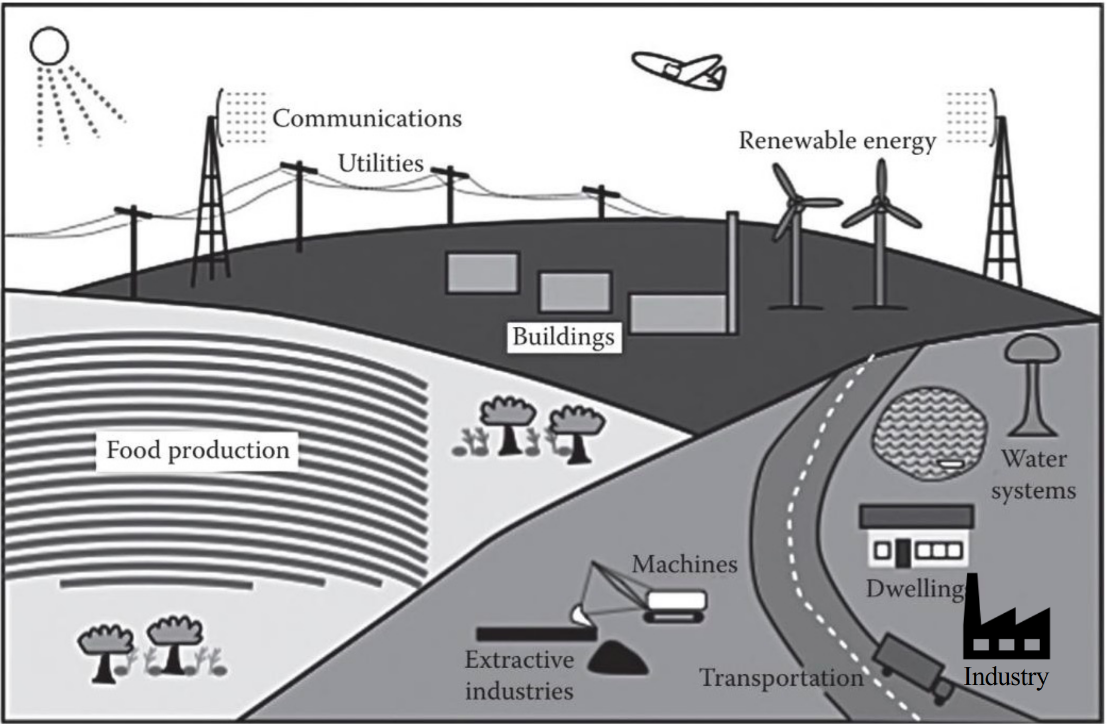 Communications
Utilities
Renewable energy
Buildings
Food production
Water
systems
Machines
Dwelling
Extractive
industries
Transportation
Industry